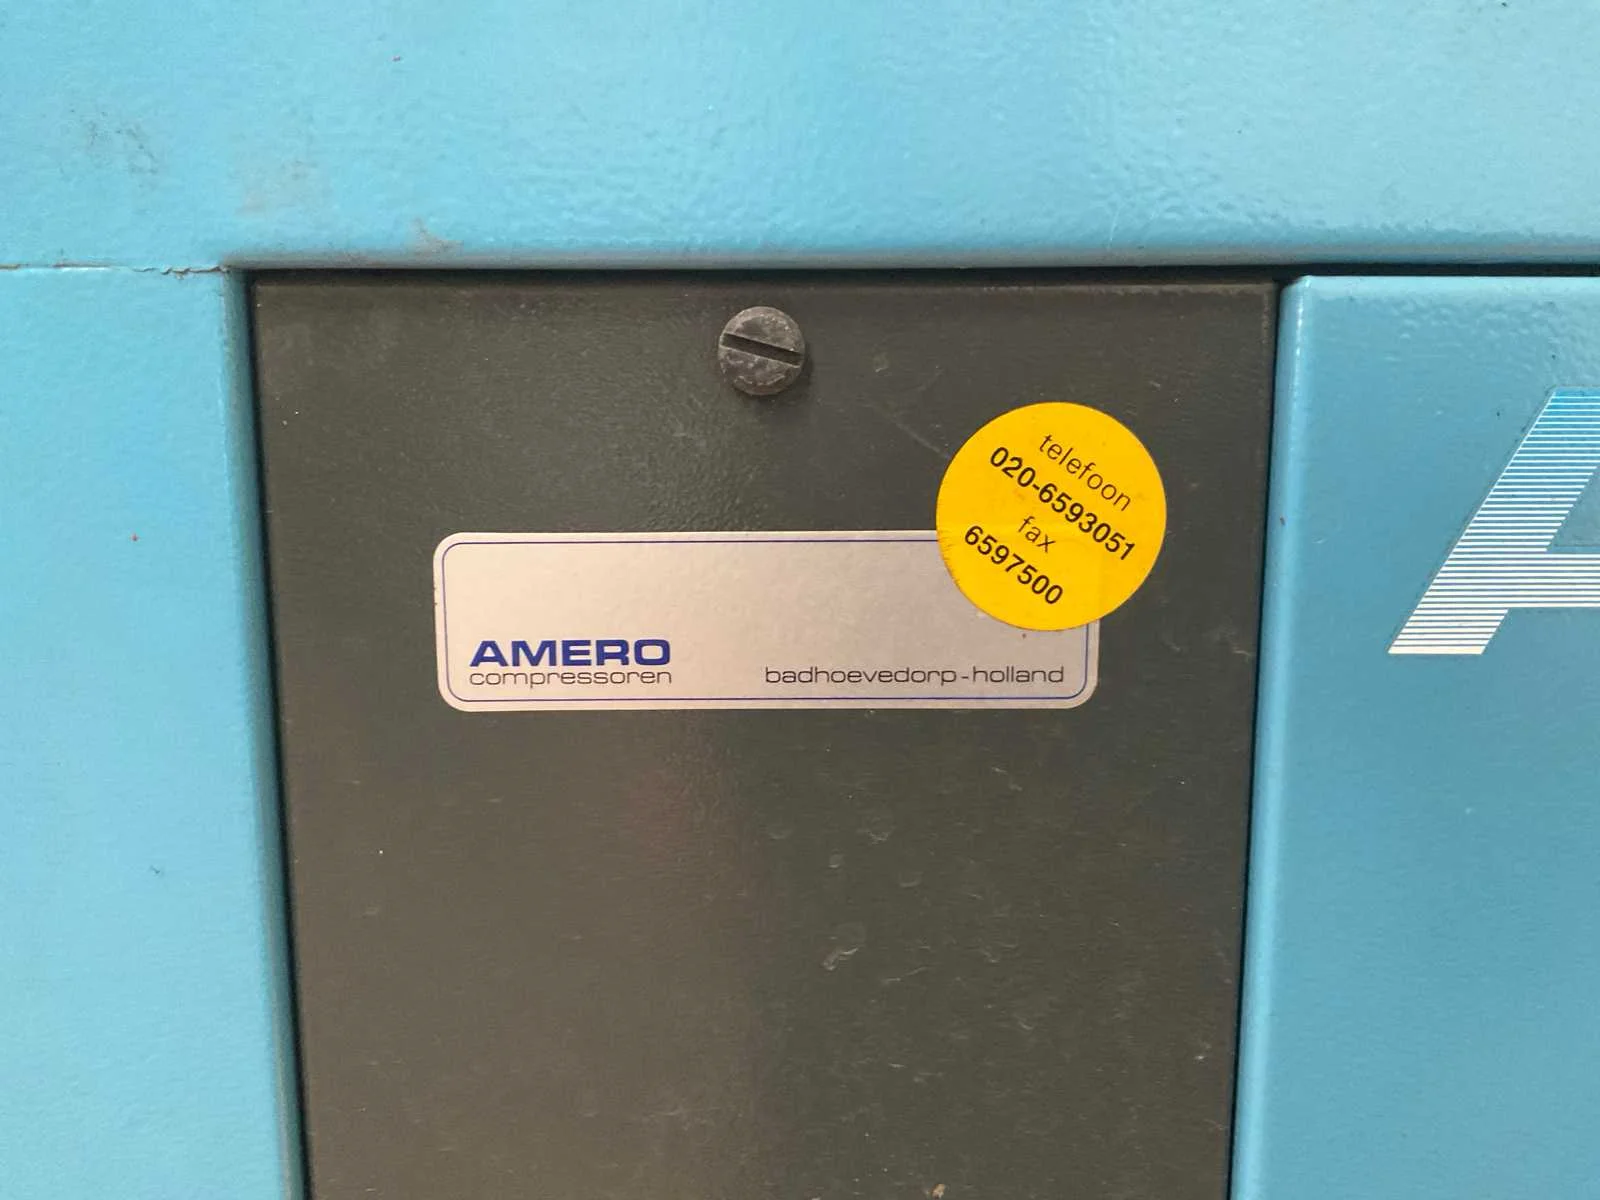 telefoon
020-6593051
fax
6597500
AMERO
compressoren
badhoevedorp-holland
A